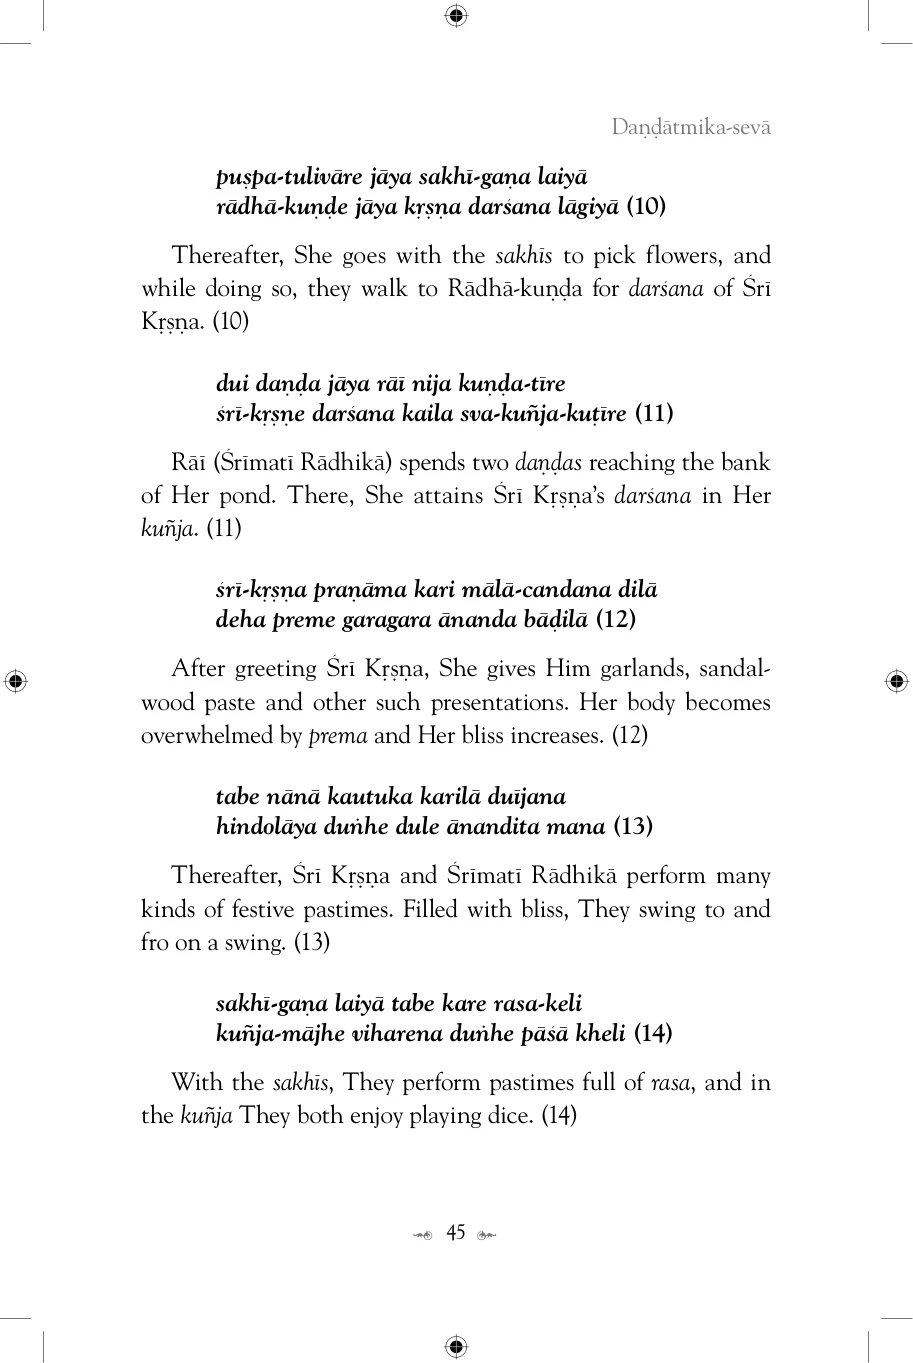 Daṇḍātmika-sevā
puṣpa-tulivāre jāya sakhī-gaṇa laiyā
rādhā-kuṇḍe jāya kṛṣṇa darśana lāgiyā (10)
Thereafter, She goes with the sakhīs to pick flowers, and
while doing so, they walk to Rādhā-kuṇḍa for darśana of Śrī
Kṛṣṇa. (10)
dui daṇḍa jāya rāī nija kuṇḍa-tīre
śrī-kṛṣṇe darśana kaila sva-kuñja-kuṭīre (11)
Rāī (Śrīmatī Rādhikā) spends two daṇḍas reaching the bank
of Her pond. There, She attains Śrī Kṛṣṇa’s darśana in Her
kuñja. (11)
śrī-kṛṣṇa praṇāma kari mālā-candana dilā
deha preme garagara ānanda bāḍilā (12)
After greeting Śrī Kṛṣṇa, She gives Him garlands, sandal-
wood paste and other such presentations. Her body becomes
overwhelmed by prema and Her bliss increases. (12)
tabe nānā kautuka karilā duījana
hindolāya duṅhe dule ānandita mana (13)
Thereafter, Śrī Kṛṣṇa and Śrīmatī Rādhikā perform many
kinds of festive pastimes. Filled with bliss, They swing to and
fro on a swing. (13)
sakhī-gaṇa laiyā tabe kare rasa-keli
kuñja-mājhe viharena duṅhe pāśā kheli (14)
With the sakhīs, They perform pastimes full of rasa, and in
the kuñja They both enjoy playing dice. (14)
45